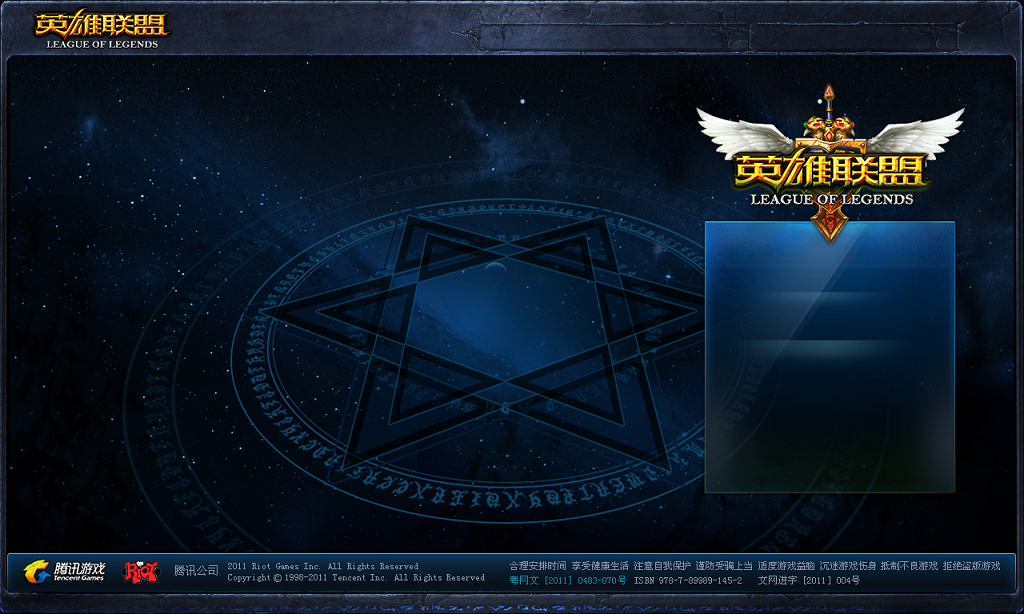 英雄联盟
LEAGUE OF LEGENDS
英雄联盟
LEAGUE OF LEGENDS
腾讯游戏
Tencent Games
RIOT
腾讯公司
2011 Riot Games Inc. All Rights Reserved
Copyright © 1998-2011 Tencent Inc. All Rights Reserved
合理安排时间 享受健康生活 注意自我保护 谨防受骗上当 适度游戏益脑 沉迷游戏伤身 抵制不良游戏 拒绝盗版游戏
粤网文 [2011] 0483-070号 ISBN 978-7-89989-145-2 文网进字 [2011] 004号